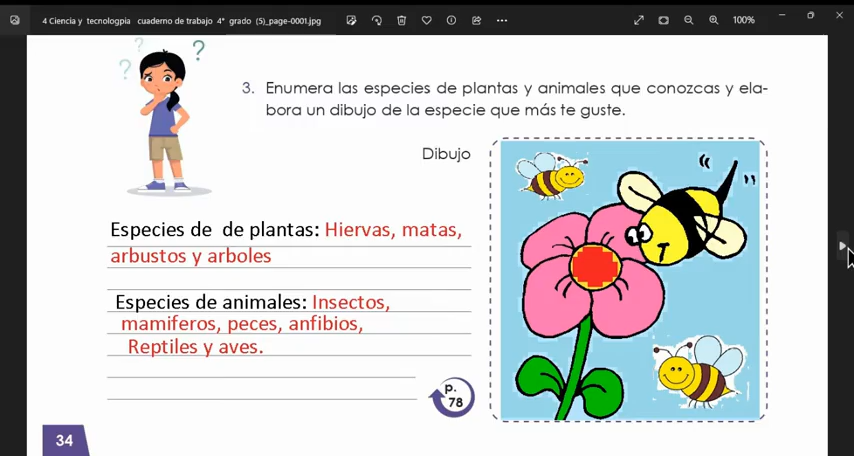 4 Ciencia y tecnologpia cuaderno de trabajo 4° grado (5)_page-0001.jpg
100%
? ? ?
3. Enumera las especies de plantas y animales que conozcas y ela-
bora un dibujo de la especie que más te guste.
Dibujo
Especies de de plantas: Hiervas, matas,
arbustos y arboles
Especies de animales: Insectos,
mamiferos, peces, anfibios,
Reptiles y aves.
p.
78
34